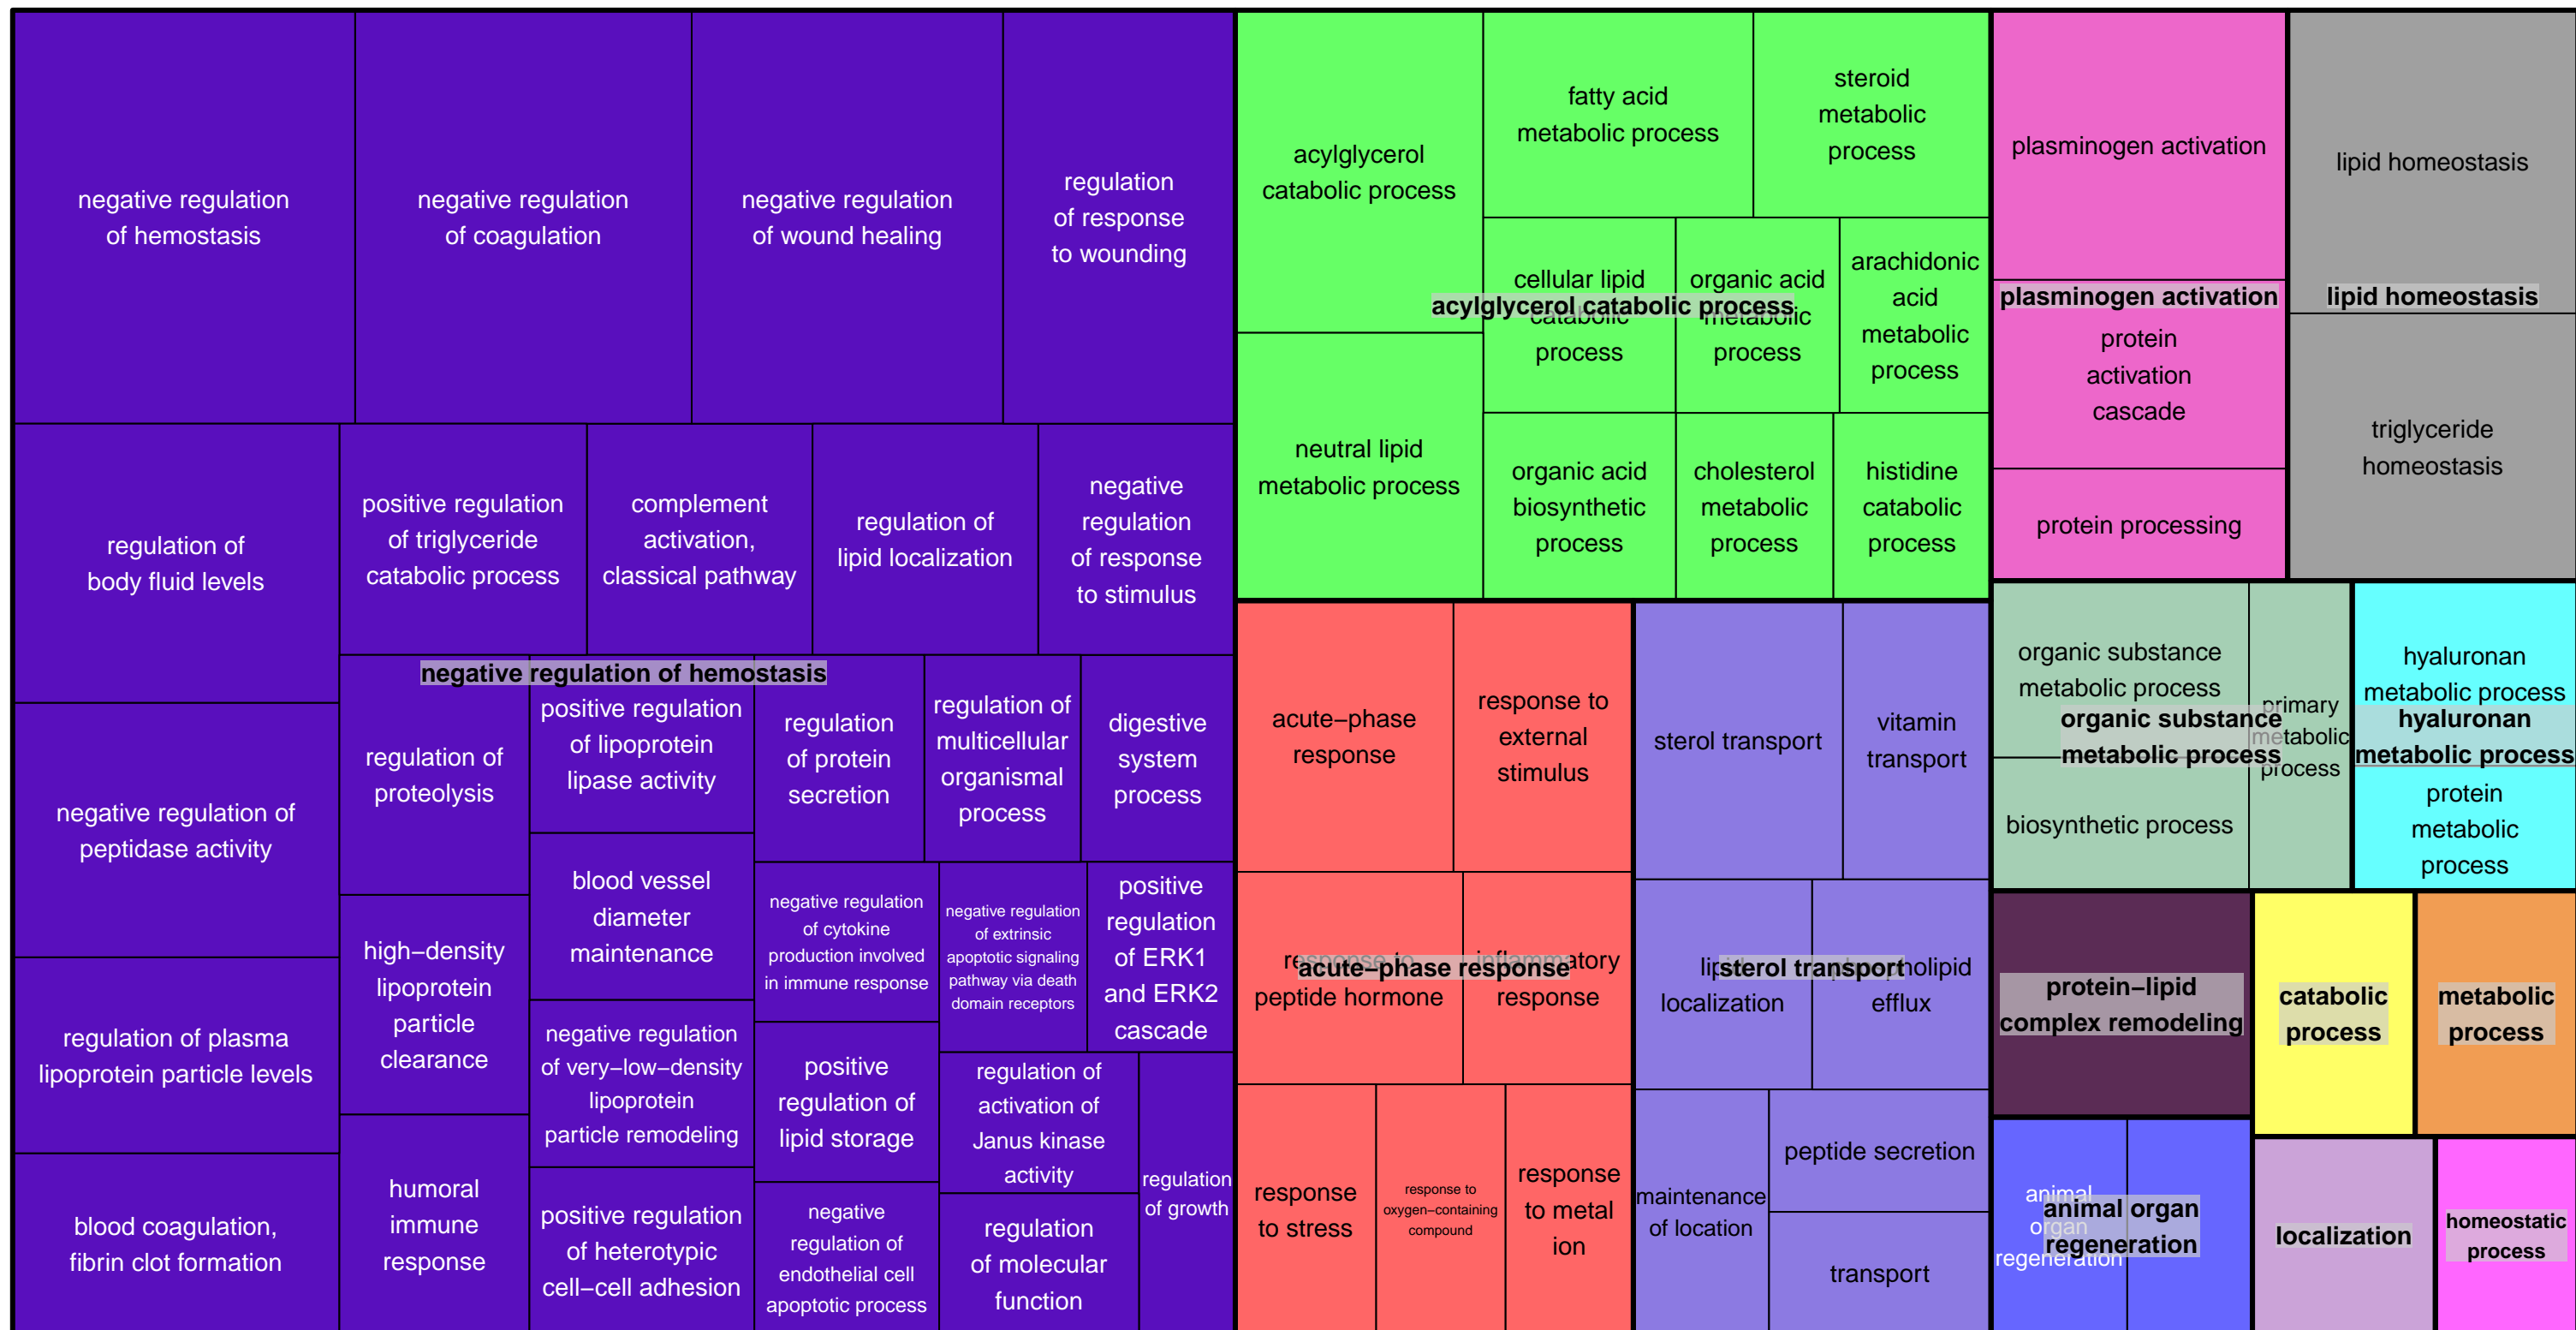 negative regulation
of hemostasis
negative regulation
of coagulation
negative regulation
of wound healing
regulation
of response
to wounding
regulation of
body fluid levels
positive regulation
of triglyceride
catabolic process
complement
activation,
classical pathway
regulation of
lipid localization
negative
regulation
of response
to stimulus
negative regulation of hemostasis
negative regulation of
peptidase activity
regulation of plasma
lipoprotein particle levels
blood coagulation,
fibrin clot formation
regulation of
proteolysis
high−density
lipoprotein
particle
clearance
humoral
immune
response
positive regulation
of lipoprotein
lipase activity
blood vessel
diameter
maintenance
negative regulation
of very−low−density
lipoprotein
particle remodeling
positive regulation
of heterotypic
cell−cell adhesion
regulation
of protein
secretion
regulation of
multicellular
organismal
process
digestive
system
process
negative regulation
of cytokine
production involved
in immune response
negative regulation
of extrinsic
apoptotic signaling
pathway via death
domain receptors
positive
regulation
of ERK1
and ERK2
cascade
positive
regulation of
lipid storage
negative
regulation of
endothelial cell
apoptotic process
regulation of
activation of
Janus kinase
activity
regulation
of molecular
function
regulation
of growth
acylglycerol
catabolic process
fatty acid
metabolic process
steroid
metabolic
process
neutral lipid
metabolic process
cellular lipid
catabolic
process
organic acid
metabolic
process
arachidonic
acid
metabolic
process
acylglycerol catabolic process
organic acid
biosynthetic
process
cholesterol
metabolic
process
histidine
catabolic
process
acute−phase
response
response to
external
stimulus
response to
peptide hormone
inflammatory
response
acute−phase response
response
to stress
response to
oxygen−containing
compound
response
to metal
ion
sterol transport
vitamin
transport
lipid
localization
phospholipid
efflux
sterol transport
maintenance
of location
peptide secretion
transport
plasminogen activation
plasminogen activation
protein
activation
cascade
protein processing
lipid homeostasis
lipid homeostasis
triglyceride
homeostasis
organic substance
metabolic process
primary
metabolic
process
organic substance
metabolic process
biosynthetic process
hyaluronan
metabolic process
hyaluronan
metabolic process
protein
metabolic
process
protein−lipid
complex remodeling
catabolic
process
metabolic
process
animal
organ
regeneration
animal organ
regeneration
localization
homeostatic
process